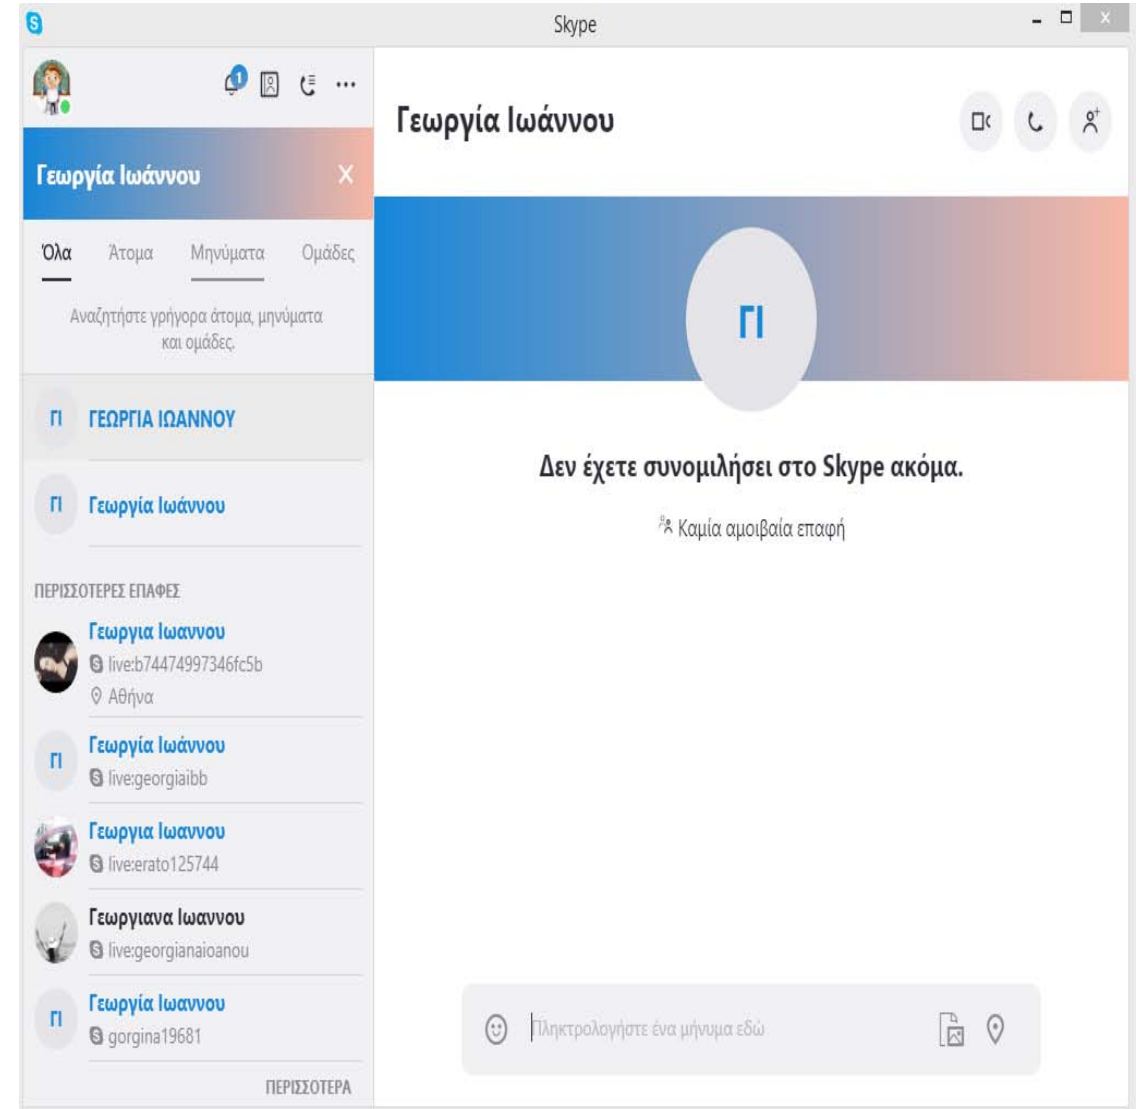 Skype
1
Γεωργία Ιωάννου
Όλα Άτομα Μηνύματα Ομάδες
Αναζητήστε γρήγορα άτομα, μηνύματα
και ομάδες.
ΓΙ ΓΕΩΡΓΙΑ ΙΩΑΝΝΟΥ
ΓΙ Γεωργία Ιωάννου
ΠΕΡΙΣΣΟΤΕΡΕΣ ΕΠΑΦΕΣ
Γεωργια Ιωαννου
live:b74474997346fc5b
Αθήνα
ΓΙ Γεωργία Ιωάννου
live:georgiaibb
Γεωργια Ιωαννου
live:erato125744
Γεωργιανα Ιωαννου
live:georgianaioanou
ΓΙ Γεωργία Ιωαννου
gorgina19681
ΠΕΡΙΣΣΟΤΕΡΑ
Γεωργία Ιωάννου
ΓΙ
Δεν έχετε συνομιλήσει στο Skype ακόμα.
Καμία αμοιβαία επαφή
Πληκτρολογήστε ένα μήνυμα εδώ